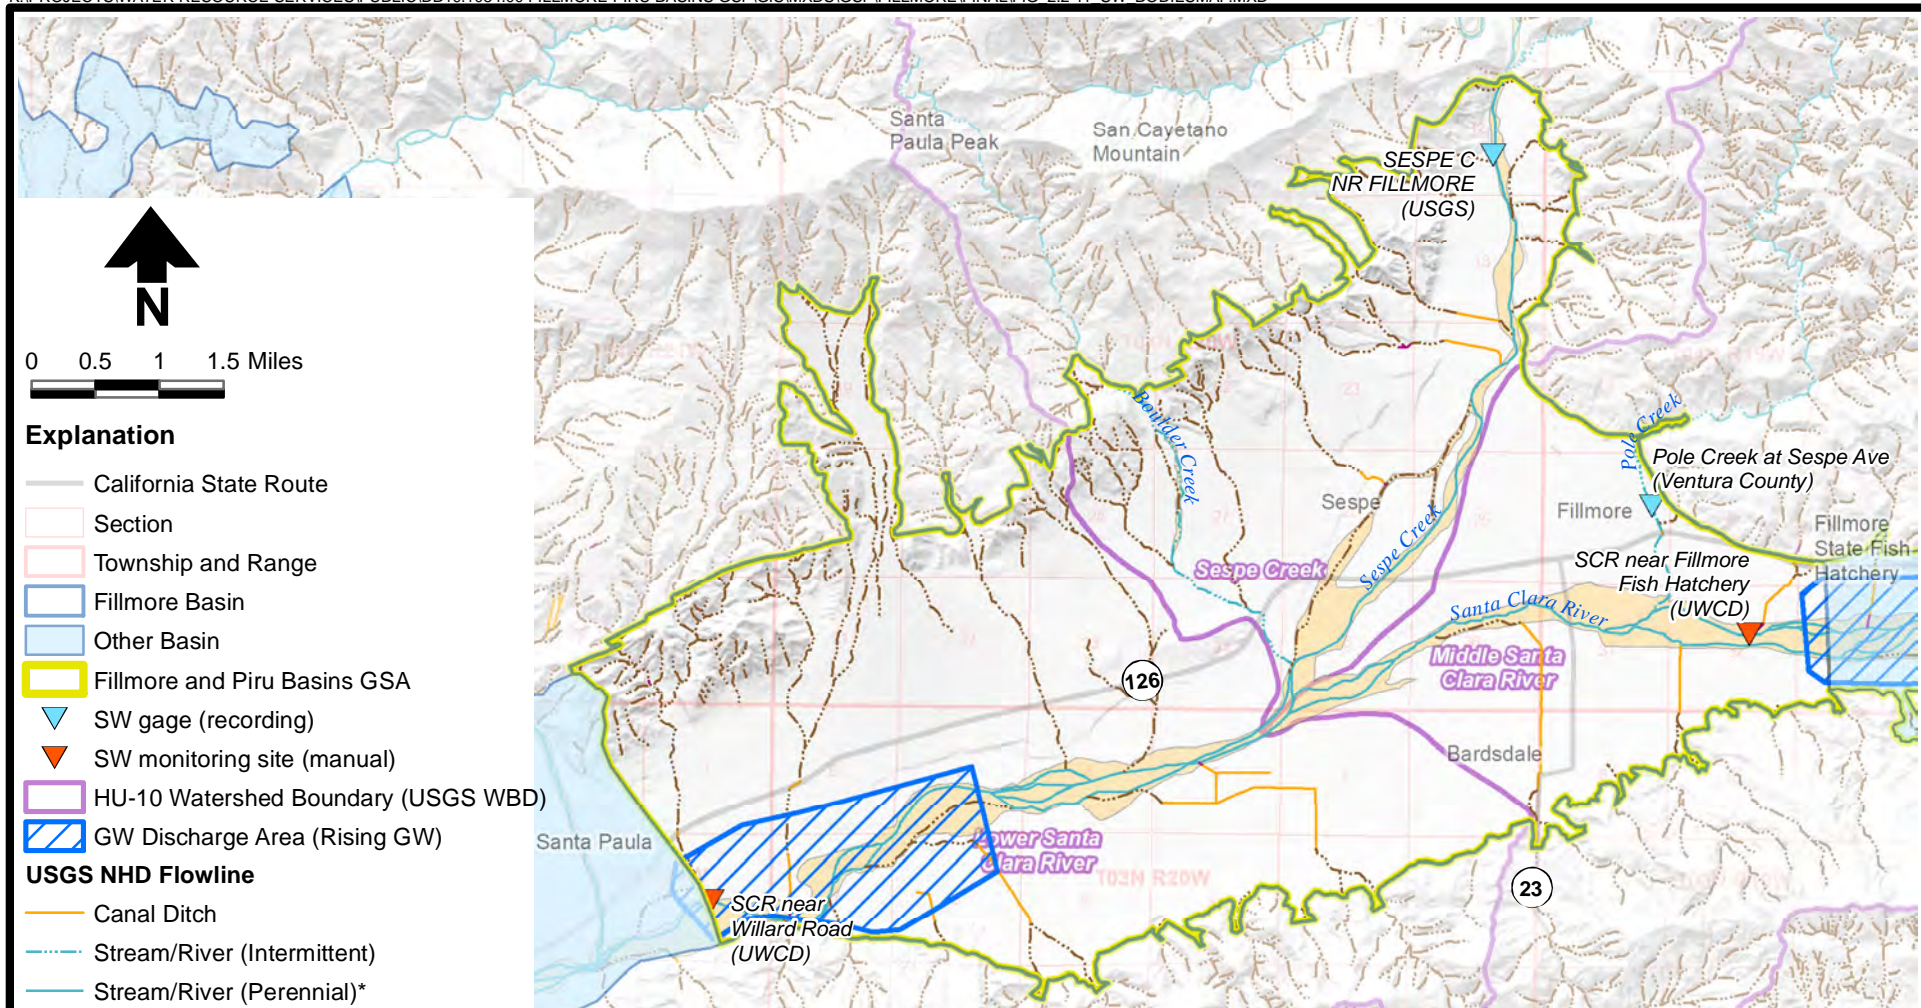 N
0 0.5 1 1.5 Miles
Explanation
California State Route
Section
Township and Range
Fillmore Basin
Other Basin
Fillmore and Piru Basins GSA
SW gage (recording)
SW monitoring site (manual)
HU-10 Watershed Boundary (USGS WBD)
GW Discharge Area (Rising GW)
USGS NHD Flowline
Canal Ditch
Stream/River (Intermittent)
Stream/River (Perennial)*
Santa
Paula Peak
San Cayetano
Mountain
SESPE C
NR FILLMORE
(USGS)
Boulder Creek
Pole Creek
Pole Creek at Sespe Ave
(Ventura County)
Sespe
Fillmore
Fillmore
State Fish
Hatchery
Sespe Creek
Sespe Creek
SCR near Fillmore
Fish Hatchery
(UWCD)
Santa Clara River
Middle Santa
Clara River
126
Bardsdale
Santa Paula
Lower Santa
Clara River
T03N R20W
23
SCR near
Willard Road
(UWCD)